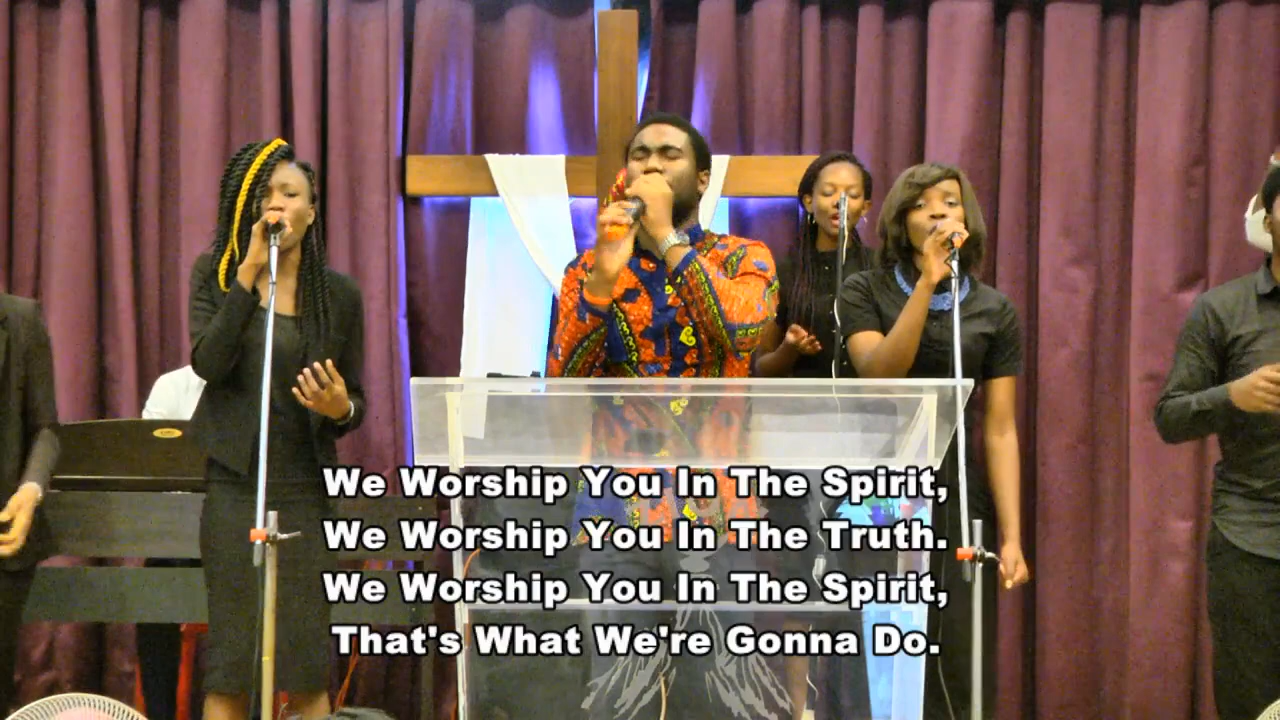 We Worship You In The Spirit,
We Worship You In The Truth.
We Worship You In The Spirit,
That's What We're Gonna Do.